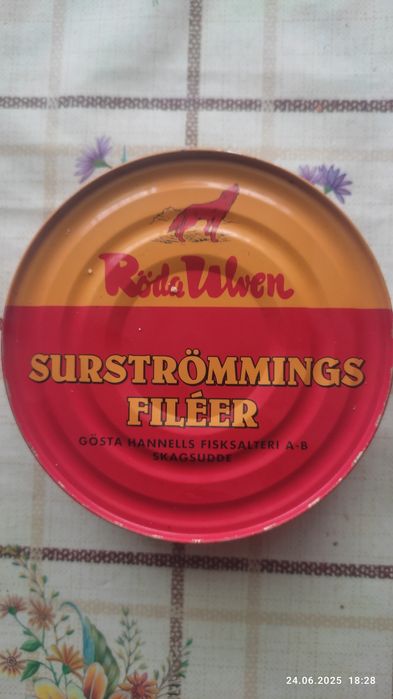 Röda Ulven
SURSTRÖMMINGS
FILÉER
GÖSTA HANNELLS FISKSALTERI A-B
SKAGSUDDE
24.06.2025 18:28